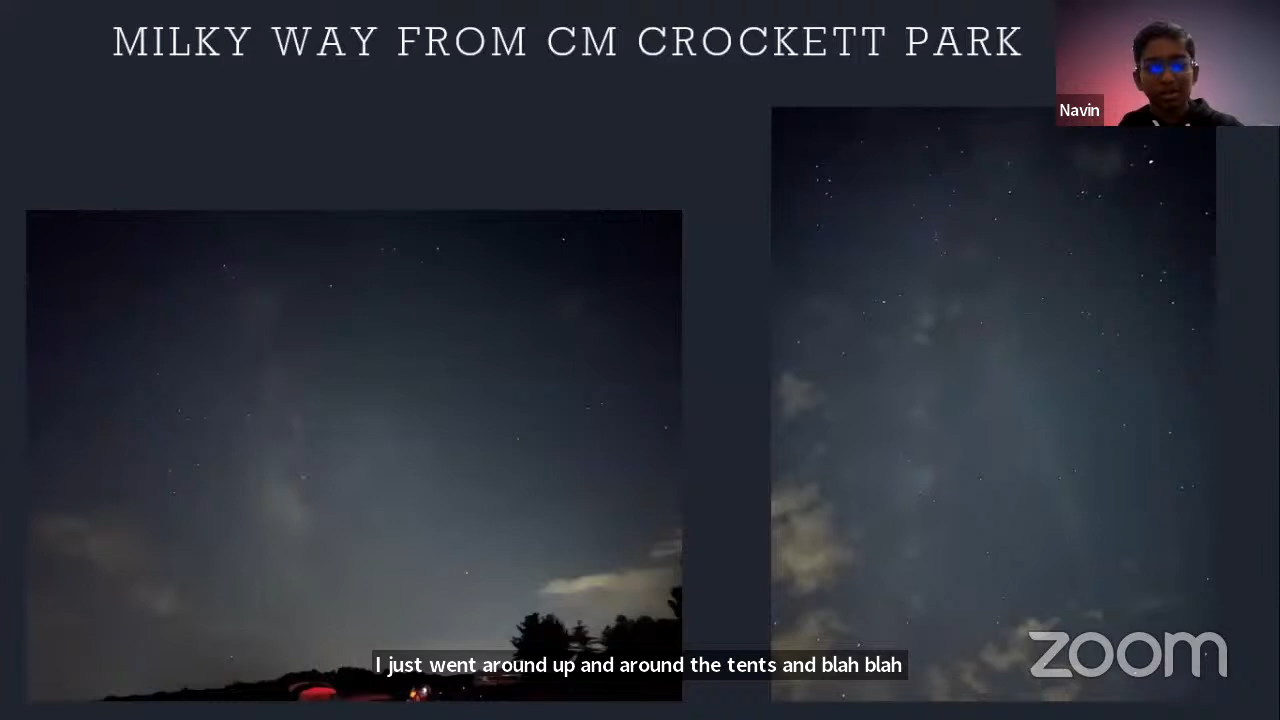 MILKY WAY FROM CM CROCKETT PARK
Navin
I just went around up and around the tents and blah blah
zoom